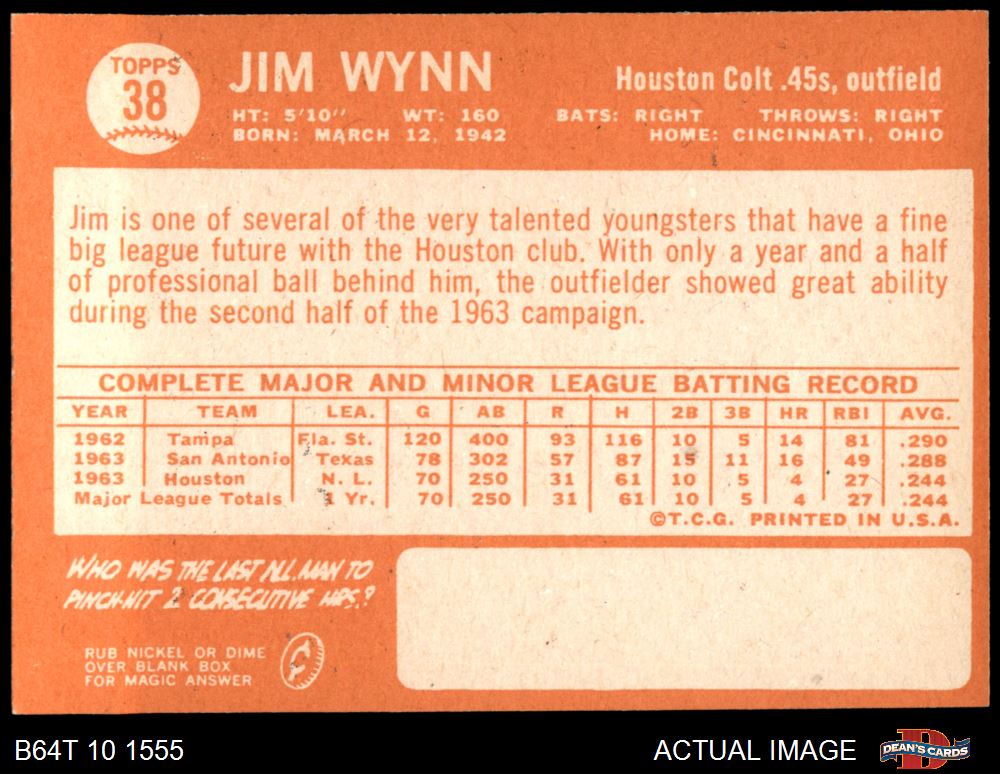 TOPPS
38
JIM WYNN
Houston Colt .45s, outfield
HT: 5'10" WT: 160 BATS: RIGHT THROWS: RIGHT
BORN: MARCH 12, 1942 HOME: CINCINNATI, OHIO
Jim is one of several of the very talented youngsters that have a fine
big league future with the Houston club. With only a year and a half
of professional ball behind him, the outfielder showed great ability
during the second half of the 1963 campaign.
COMPLETE MAJOR AND MINOR LEAGUE BATTING RECORD
YEAR TEAM LEA. G AB R H 2B 3B HR RBI AVG.
1962 Tampa Fla. St. 120 400 93 116 10 5 14 81 .290
1963 San Antonio Texas 78 302 57 87 15 11 16 49 .288
1963 Houston N. L. 70 250 31 61 10 5 4 27 .244
Major League Totals 1 Yr. 70 250 31 61 10 5 4 27 .244
©T.C.G. PRINTED IN U.S.A.
WHO WAS THE LAST N.L. MAN TO
PINCH-HIT 2 CONSECUTIVE HRS.?
RUB NICKEL OR DIME
OVER BLANK BOX
FOR MAGIC ANSWER
B64T 10 1555 ACTUAL IMAGE DEAN'S CARDS